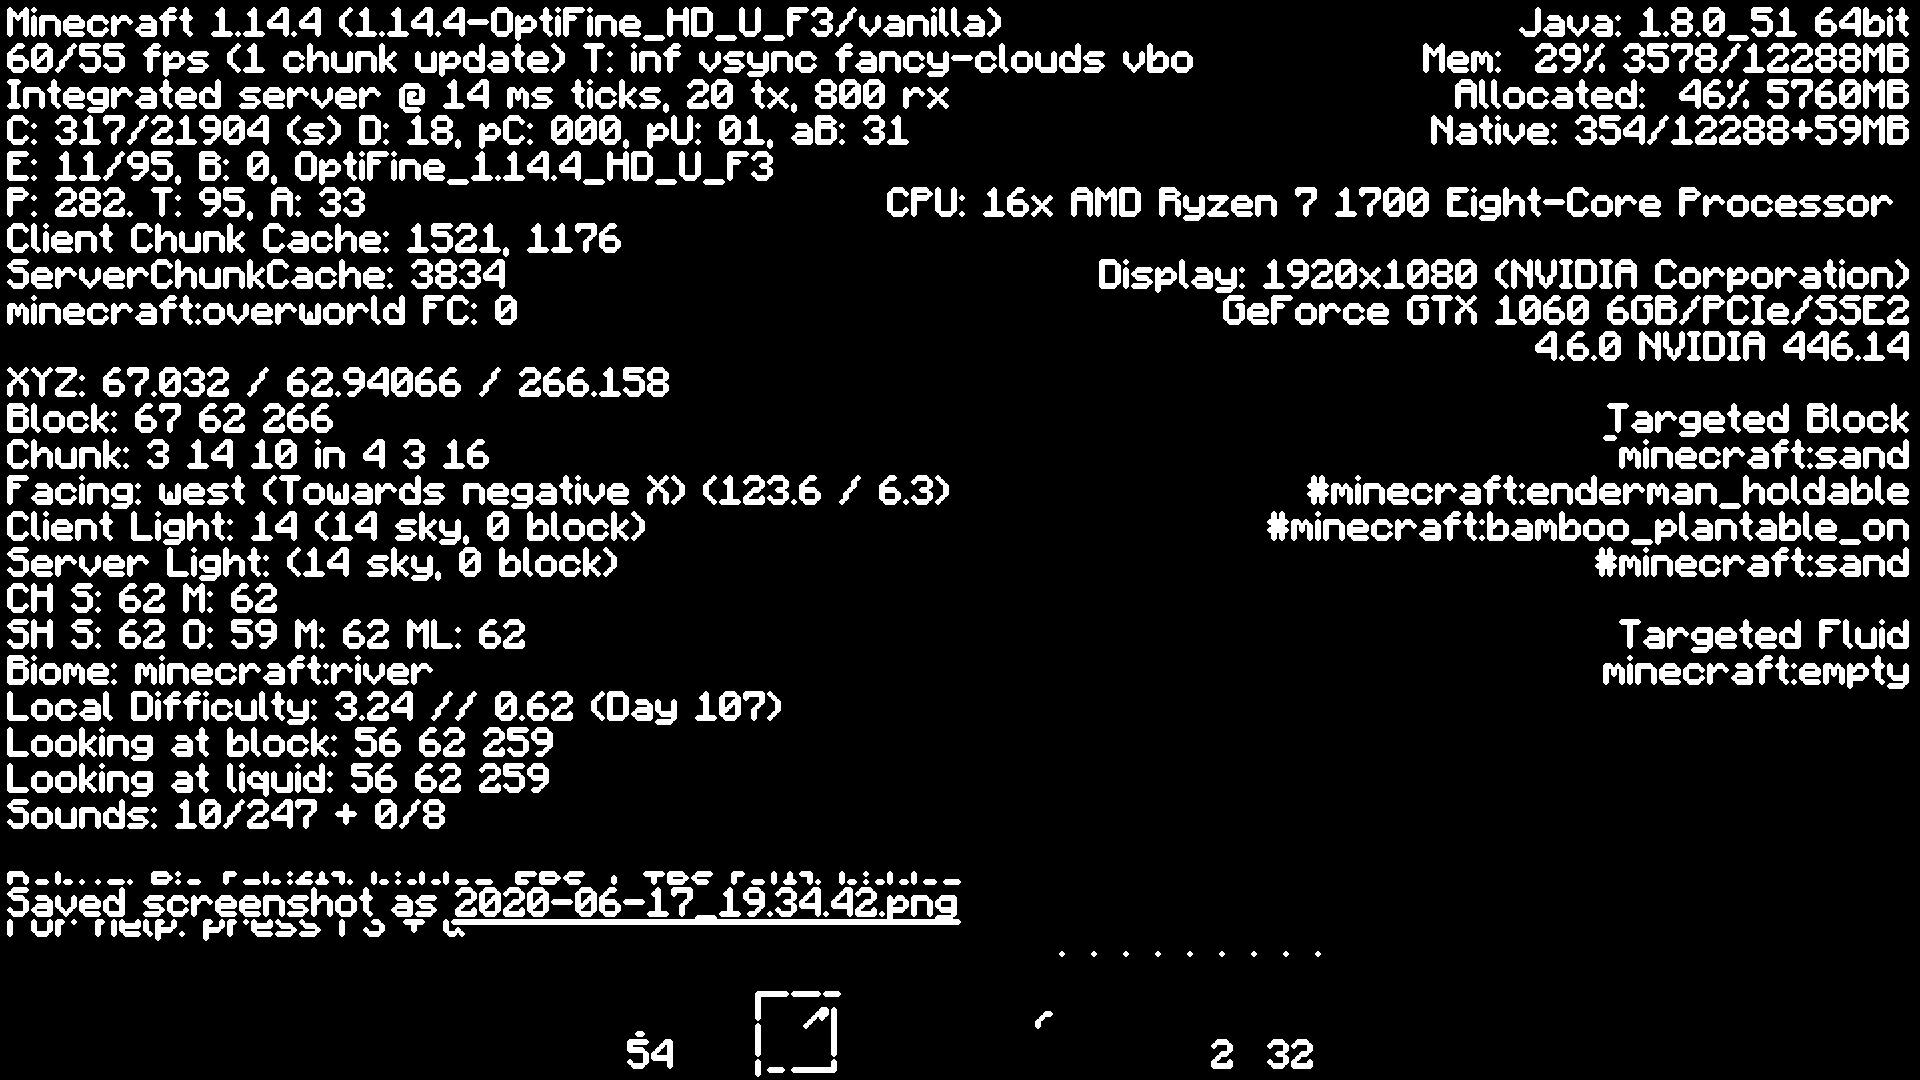 Minecraft 1.14.4 (1.14.4-OptiFine_HD_U_F3/vanilla)
60/55 fps (1 chunk update) T: inf vsync fancy-clouds vbo
Integrated server @ 14 ms ticks, 20 tx, 800 rx
C: 317/21904 (s) D: 18, pC: 000, pU: 01, aB: 31
E: 11/95, B: 0, OptiFine_1.14.4_HD_U_F3
P: 282. T: 95, A: 33
Client Chunk Cache: 1521, 1176
ServerChunkCache: 3834
minecraft:overworld FC: 0
XYZ: 67.032 / 62.94066 / 266.158
Block: 67 62 266
Chunk: 3 14 10 in 4 3 16
Facing: west (Towards negative X) (123.6 / 6.3)
Client Light: 14 (14 sky, 0 block)
Server Light: (14 sky, 0 block)
CH S: 62 M: 62
SH S: 62 O: 59 M: 62 ML: 62
Biome: minecraft:river
Local Difficulty: 3.24 // 0.62 (Day 107)
Looking at block: 56 62 259
Looking at liquid: 56 62 259
Sounds: 10/247 + 0/8
Saved screenshot as 2020-06-17_19.34.42.png
For help: press F3 + Q
Java: 1.8.0_51 64bit
Mem: 29% 3578/12288MB
Allocated: 46% 5760MB
Native: 354/12288+59MB
CPU: 16x AMD Ryzen 7 1700 Eight-Core Processor
Display: 1920x1080 (NVIDIA Corporation)
GeForce GTX 1060 6GB/PCIe/SSE2
4.6.0 NVIDIA 446.14
Targeted Block
minecraft:sand
#minecraft:enderman_holdable
#minecraft:bamboo_plantable_on
#minecraft:sand
Targeted Fluid
minecraft:empty
54
2 32